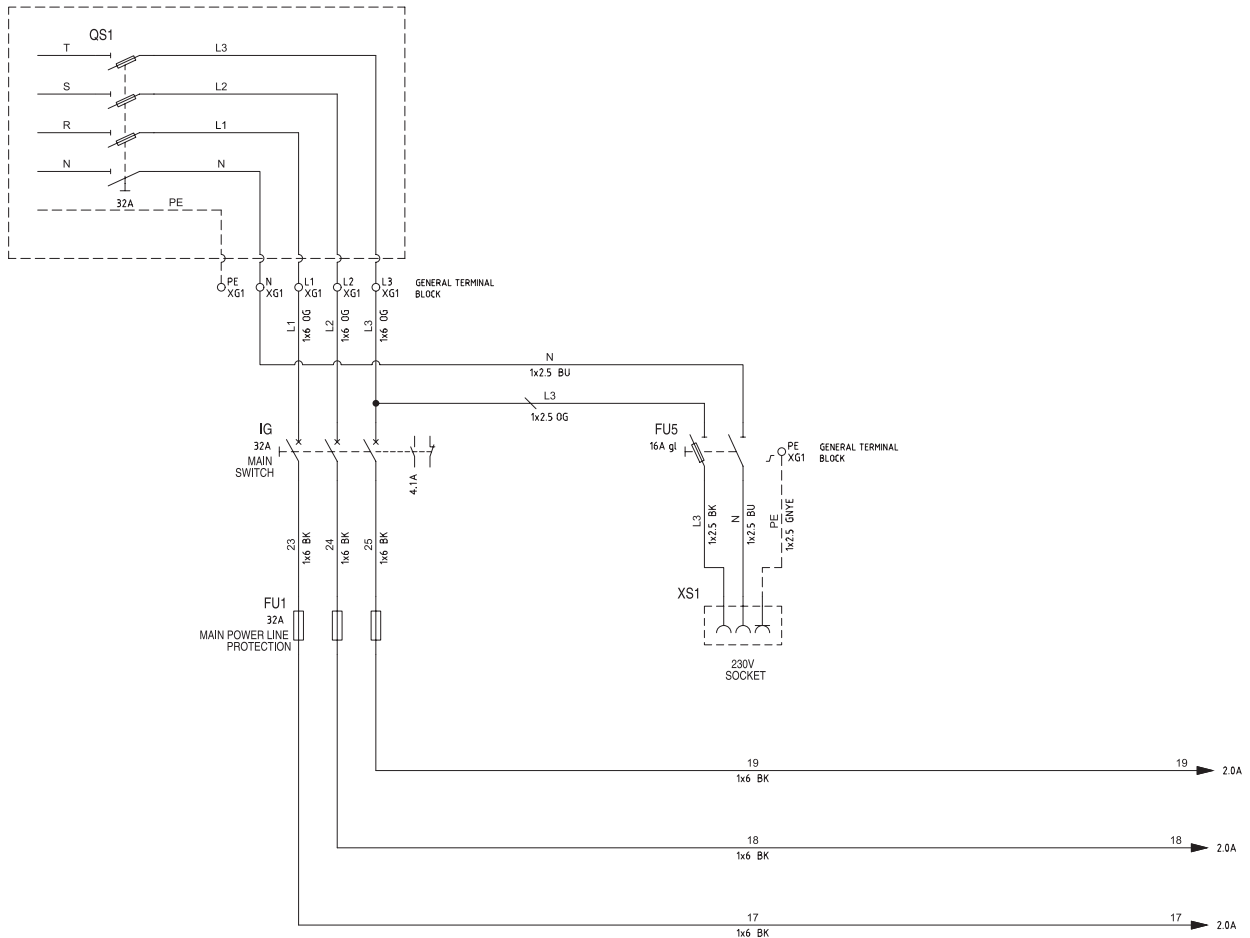 QS1
T L3
S L2
R L1
N N
32A PE
PE XG1
N XG1
L1 XG1
L2 XG1
L3 XG1
GENERAL TERMINAL
BLOCK
L1 1x6 OG
L2 1x6 OG
L3 1x6 OG
N
1x2.5 BU
L3
1x2.5 OG
IG
32A
MAIN
SWITCH
4.1A
FU5
16A gl
PE
XG1
GENERAL TERMINAL
BLOCK
23 1x6 BK
24 1x6 BK
25 1x6 BK
L3 1x2.5 BK
N 1x2.5 BU
PE 1x2.5 GNYE
FU1
32A
MAIN POWER LINE
PROTECTION
XS1
230V
SOCKET
19 19 2.0A
1x6 BK
18 18 2.0A
1x6 BK
17 17 2.0A
1x6 BK